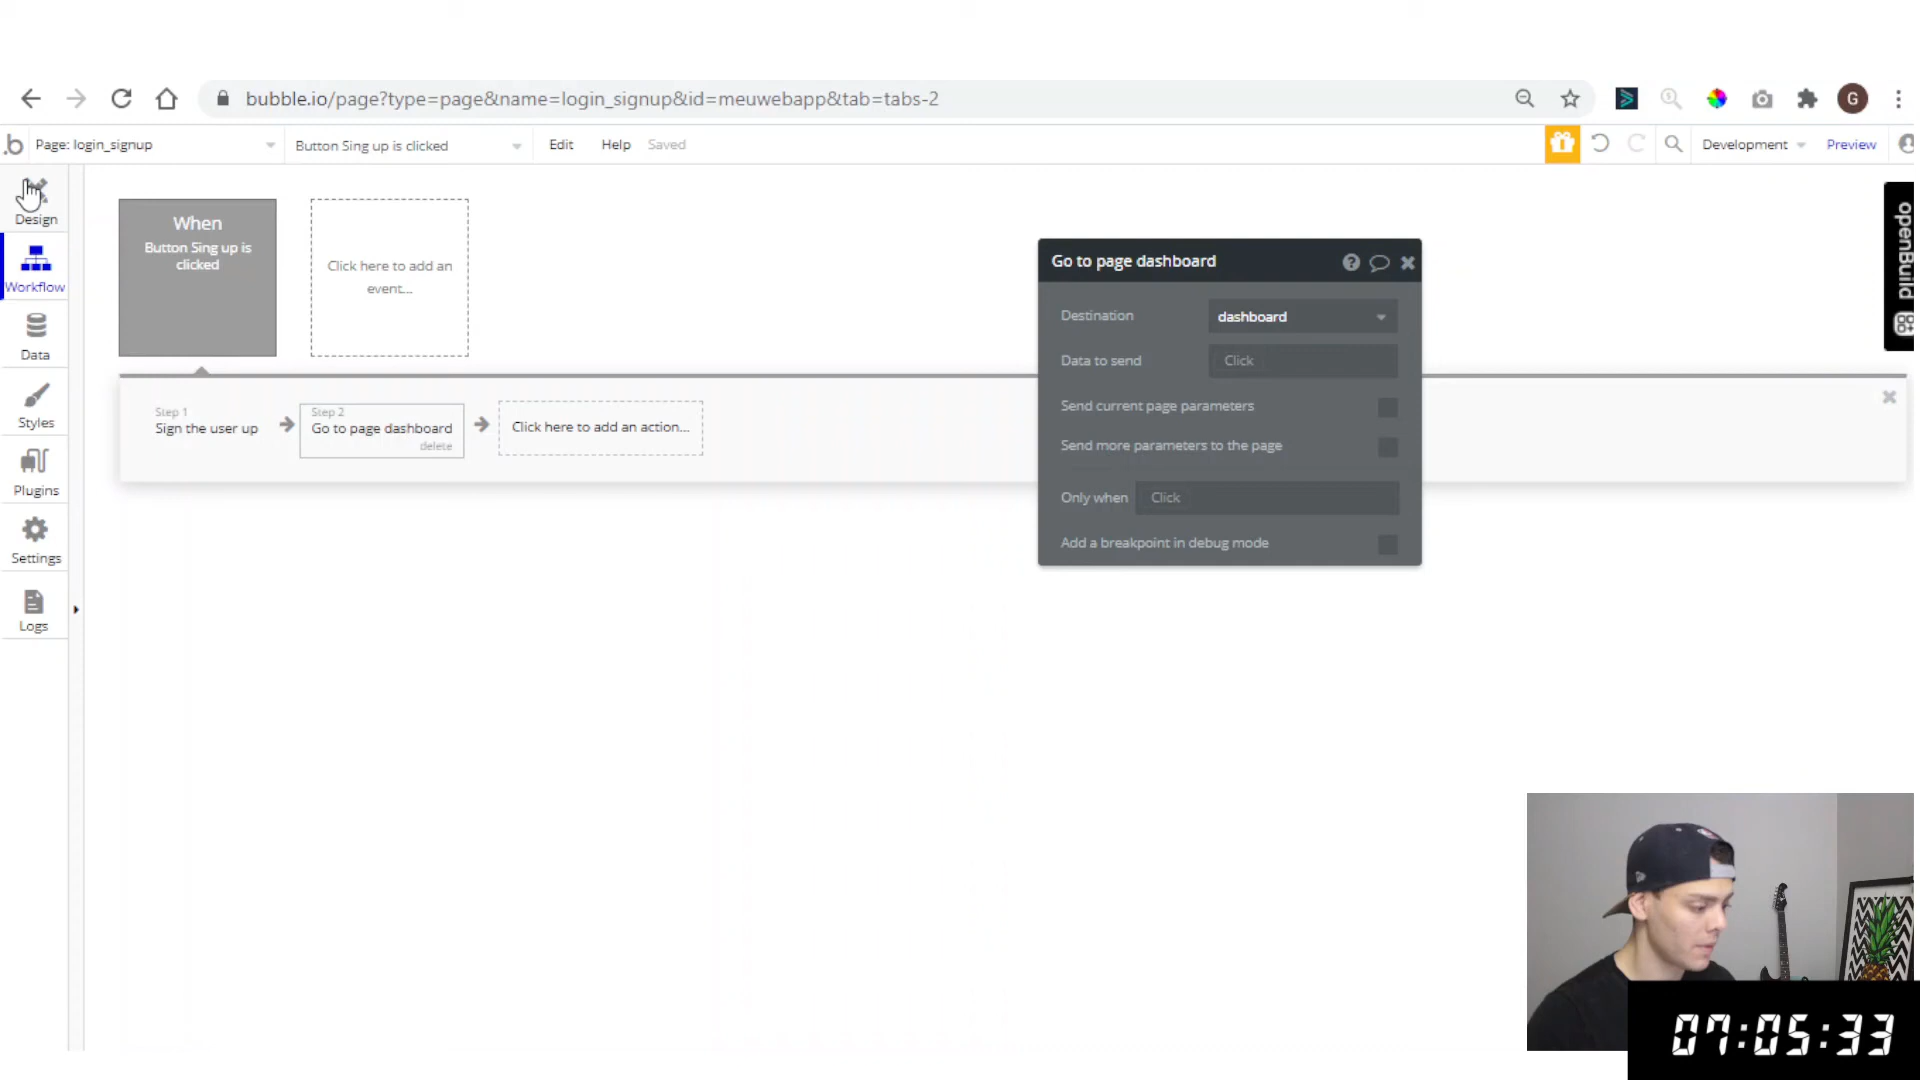 bubble.io/page?type=page&name=login_signup&id=meuwebapp&tab=tabs-2
G
.b
Page: login_signup
Button Sing up is clicked
Edit
Help
Saved
Development
Preview
Design
Workflow
Data
Styles
Plugins
Settings
Logs
When
Button Sing up is
clicked
Click here to add an
event...
Step 1
Sign the user up
Step 2
Go to page dashboard
delete
Click here to add an action...
Go to page dashboard
Destination
dashboard
Data to send
Click
Send current page parameters
Send more parameters to the page
Only when
Click
Add a breakpoint in debug mode
openBuild
07:05:33